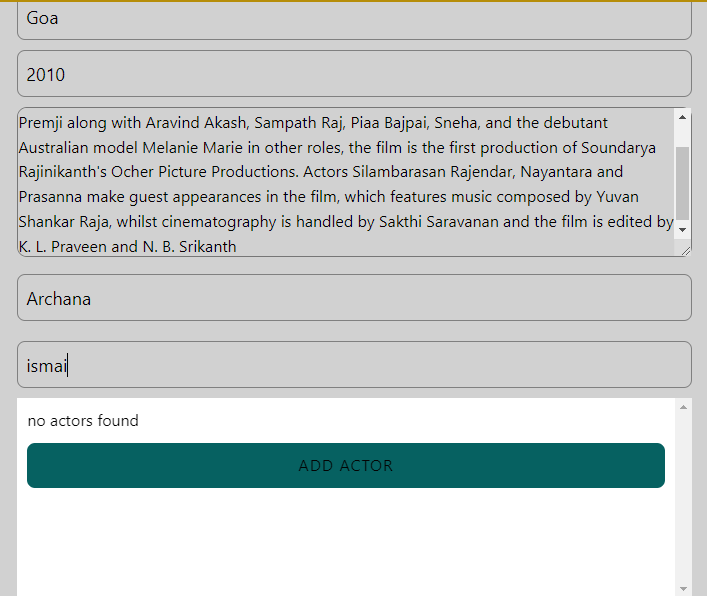 Goa
2010
Premji along with Aravind Akash, Sampath Raj, Piaa Bajpai, Sneha, and the debutant
Australian model Melanie Marie in other roles, the film is the first production of Soundarya
Rajinikanth's Ocher Picture Productions. Actors Silambarasan Rajendar, Nayantara and
Prasanna make guest appearances in the film, which features music composed by Yuvan
Shankar Raja, whilst cinematography is handled by Sakthi Saravanan and the film is edited by
K. L. Praveen and N. B. Srikanth
Archana
ismai
no actors found
ADD ACTOR